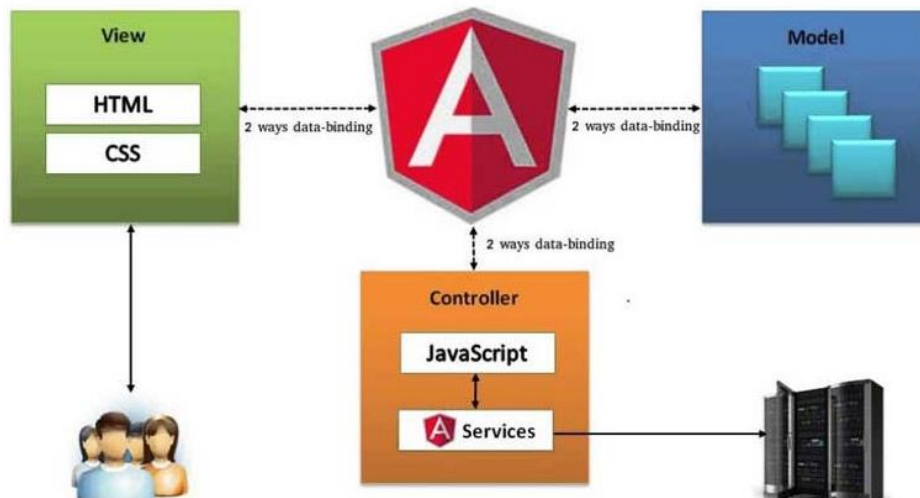 View
HTML
CSS
2 ways data-binding
A
2 ways data-binding
Model
2 ways data-binding
Controller
JavaScript
A Services